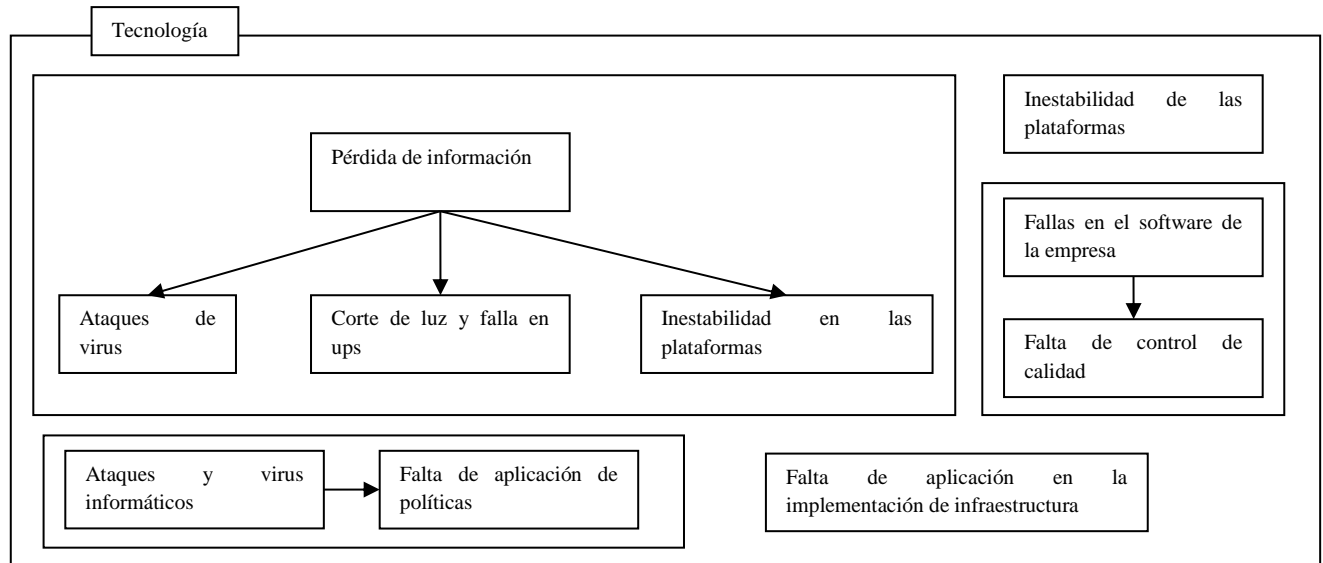 Tecnología
Inestabilidad de las
plataformas
Pérdida de información
Fallas en el software de
la empresa
Ataques de
virus
Corte de luz y falla en
ups
Inestabilidad en las
plataformas
Falta de control de
calidad
Ataques y virus
informáticos
Falta de aplicación de
políticas
Falta de aplicación en la
implementación de infraestructura